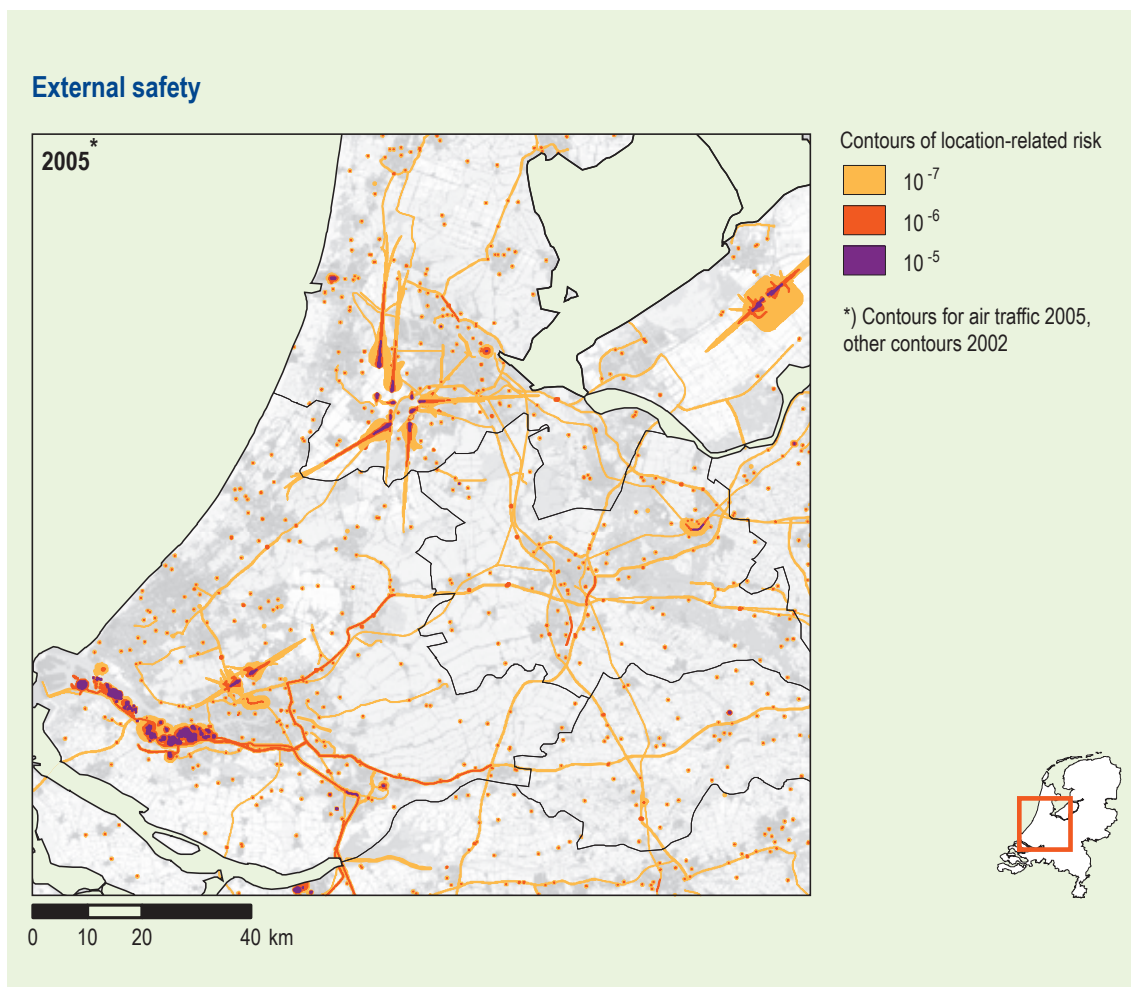 External safety
2005*
Contours of location-related risk
10⁻⁷
10⁻⁶
10⁻⁵
*) Contours for air traffic 2005,
other contours 2002
0 10 20 40 km